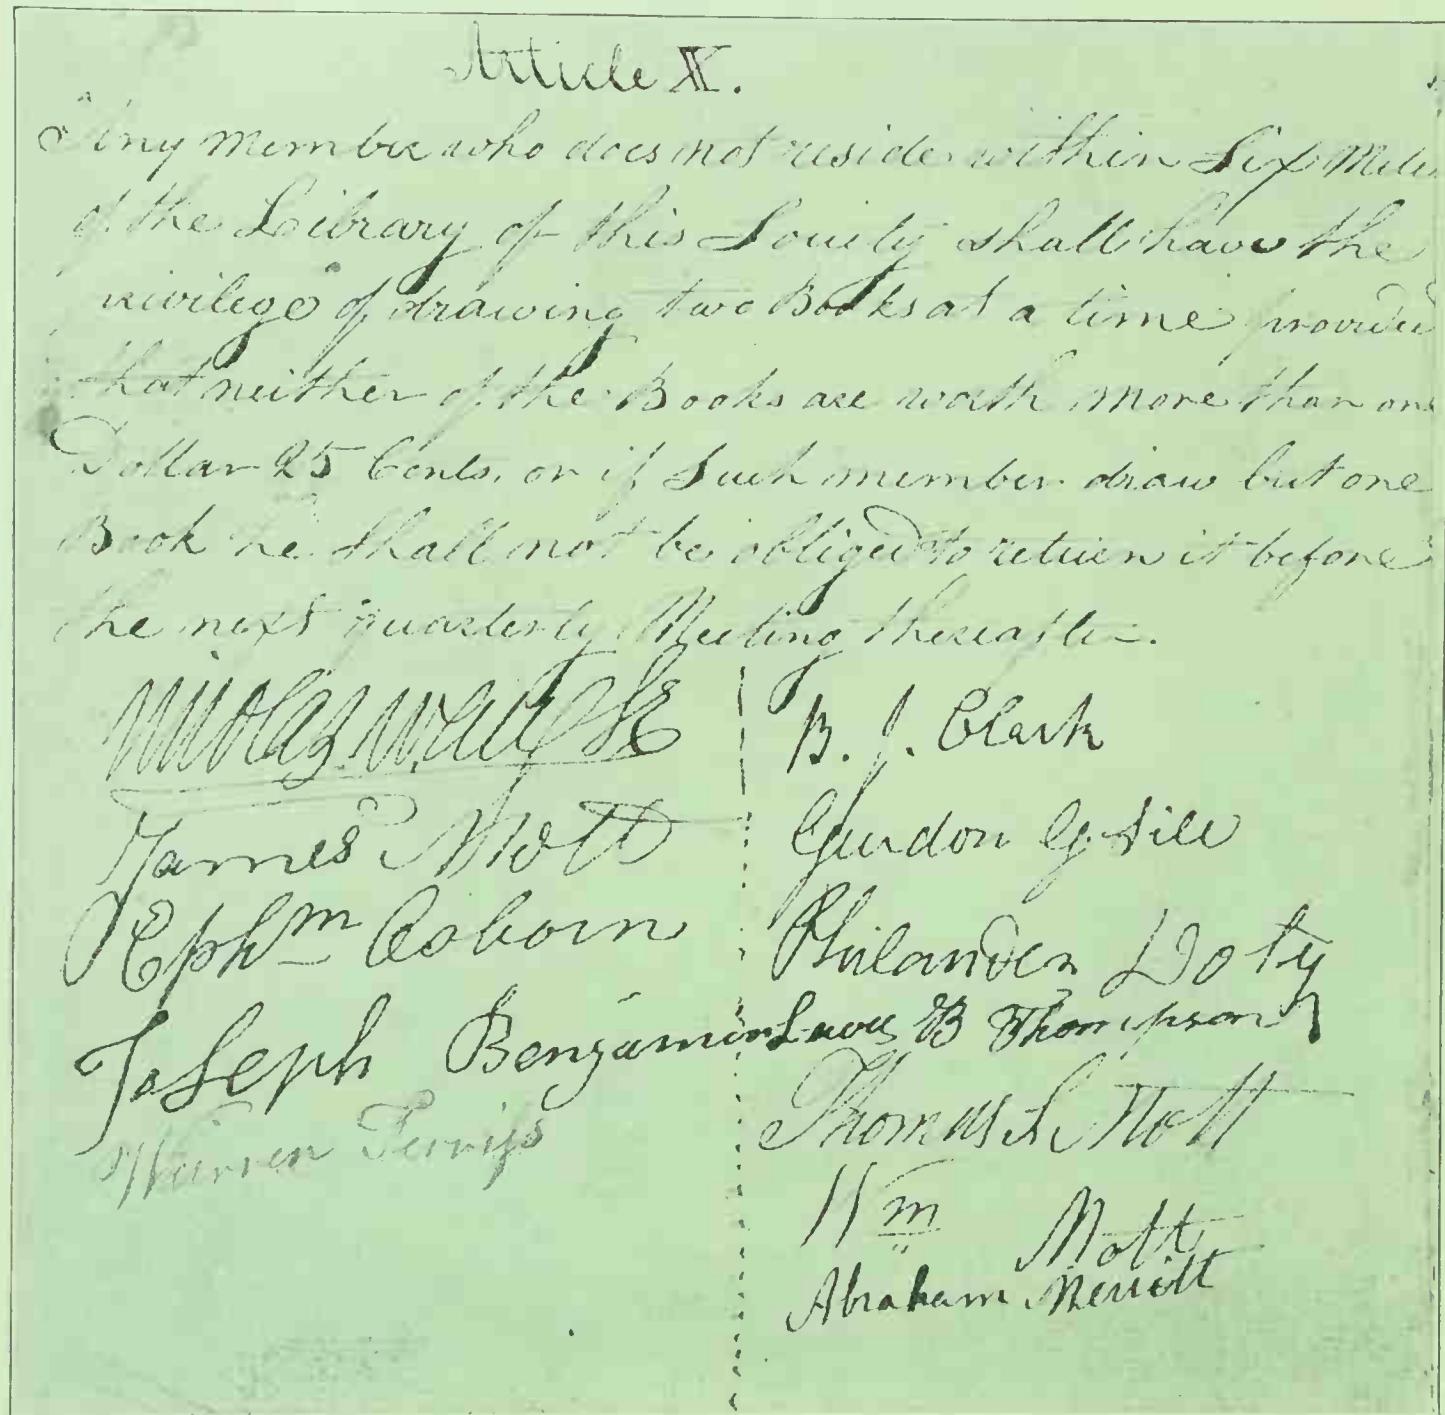 Article X.
Any member who does not reside within Six Miles
of the Library of this Society shall have the
privilege of drawing two Books at a time provided
that neither of the Books are worth more than one
Dollar 25 Cents. or if Such member draw but one
Book he Shall not be obliged to return it before
the next quarterly Meeting thereafter.
James Mott
Ephm Osborn
Joseph Benjamin
Warren
B. J. Clark
Gurdon G. Sill
Philander Doty
Lewis B Thompson
Thomas S. Mott
Wm Mott
Abraham Merritt